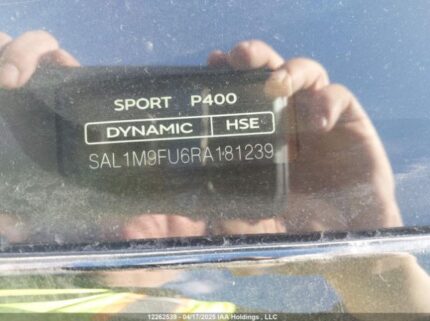 SPORT P400
DYNAMIC HSE
SAL1M9FU6RA181239
12262539 - 04/17/2025 IAA Holdings, LLC